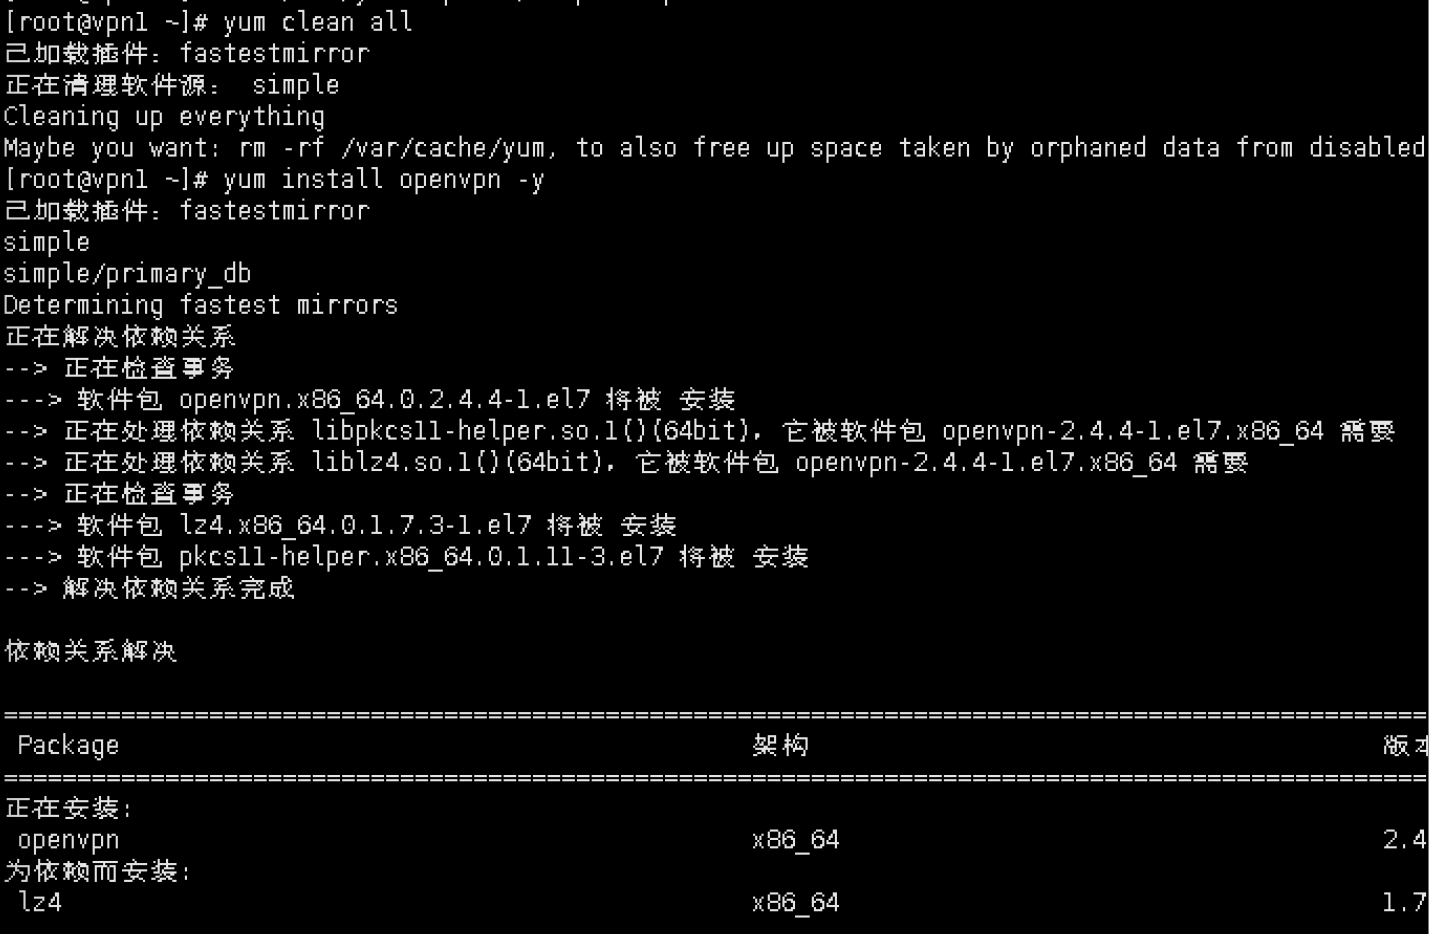 [root@vpn1 ~]# yum clean all
已加载插件：fastestmirror
正在清理软件源： simple
Cleaning up everything
Maybe you want: rm -rf /var/cache/yum, to also free up space taken by orphaned data from disabled
[root@vpn1 ~]# yum install openvpn -y
已加载插件：fastestmirror
simple
simple/primary_db
Determining fastest mirrors
正在解决依赖关系
--> 正在检查事务
---> 软件包 openvpn.x86_64.0.2.4.4-1.el7 将被 安装
--> 正在处理依赖关系 libpkcs11-helper.so.1()(64bit)，它被软件包 openvpn-2.4.4-1.el7.x86_64 需要
--> 正在处理依赖关系 liblz4.so.1()(64bit)，它被软件包 openvpn-2.4.4-1.el7.x86_64 需要
--> 正在检查事务
---> 软件包 lz4.x86_64.0.1.7.3-1.el7 将被 安装
---> 软件包 pkcs11-helper.x86_64.0.1.11-3.el7 将被 安装
--> 解决依赖关系完成
依赖关系解决
================================================================================
Package 架构 版本
================================================================================
正在安装:
openvpn x86_64 2.4
为依赖而安装:
lz4 x86_64 1.7